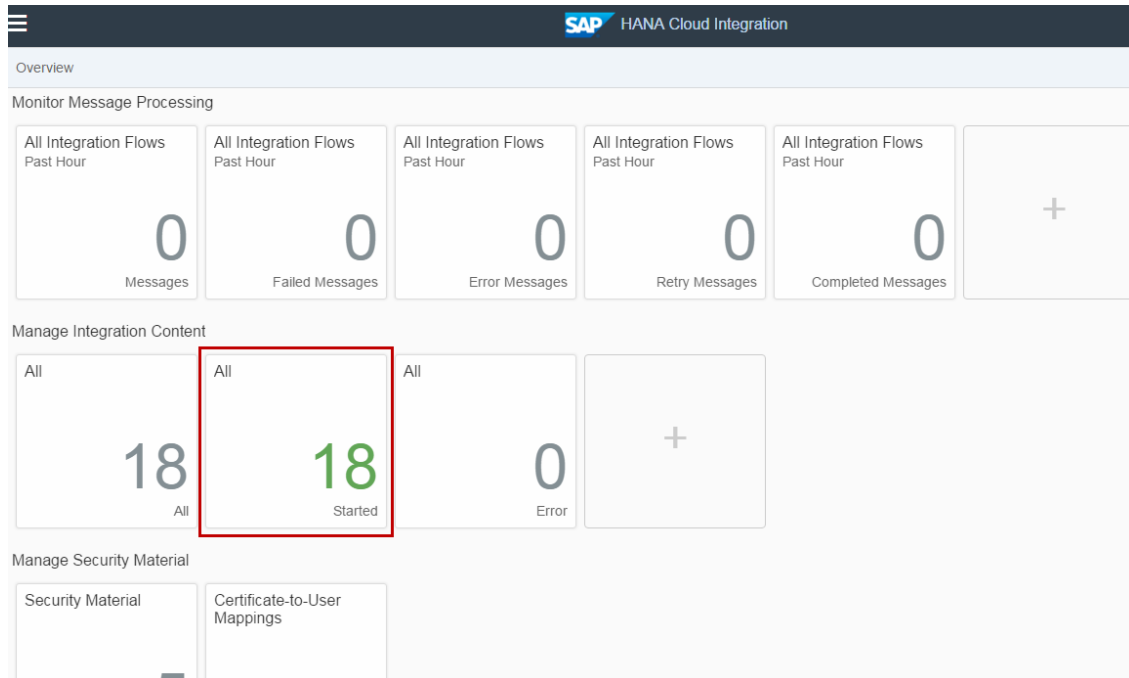 SAP HANA Cloud Integration
Overview
Monitor Message Processing
All Integration Flows
Past Hour
0
Messages
All Integration Flows
Past Hour
0
Failed Messages
All Integration Flows
Past Hour
0
Error Messages
All Integration Flows
Past Hour
0
Retry Messages
All Integration Flows
Past Hour
0
Completed Messages
+
Manage Integration Content
All
18
All
All
18
Started
All
0
Error
+
Manage Security Material
Security Material
Certificate-to-User
Mappings